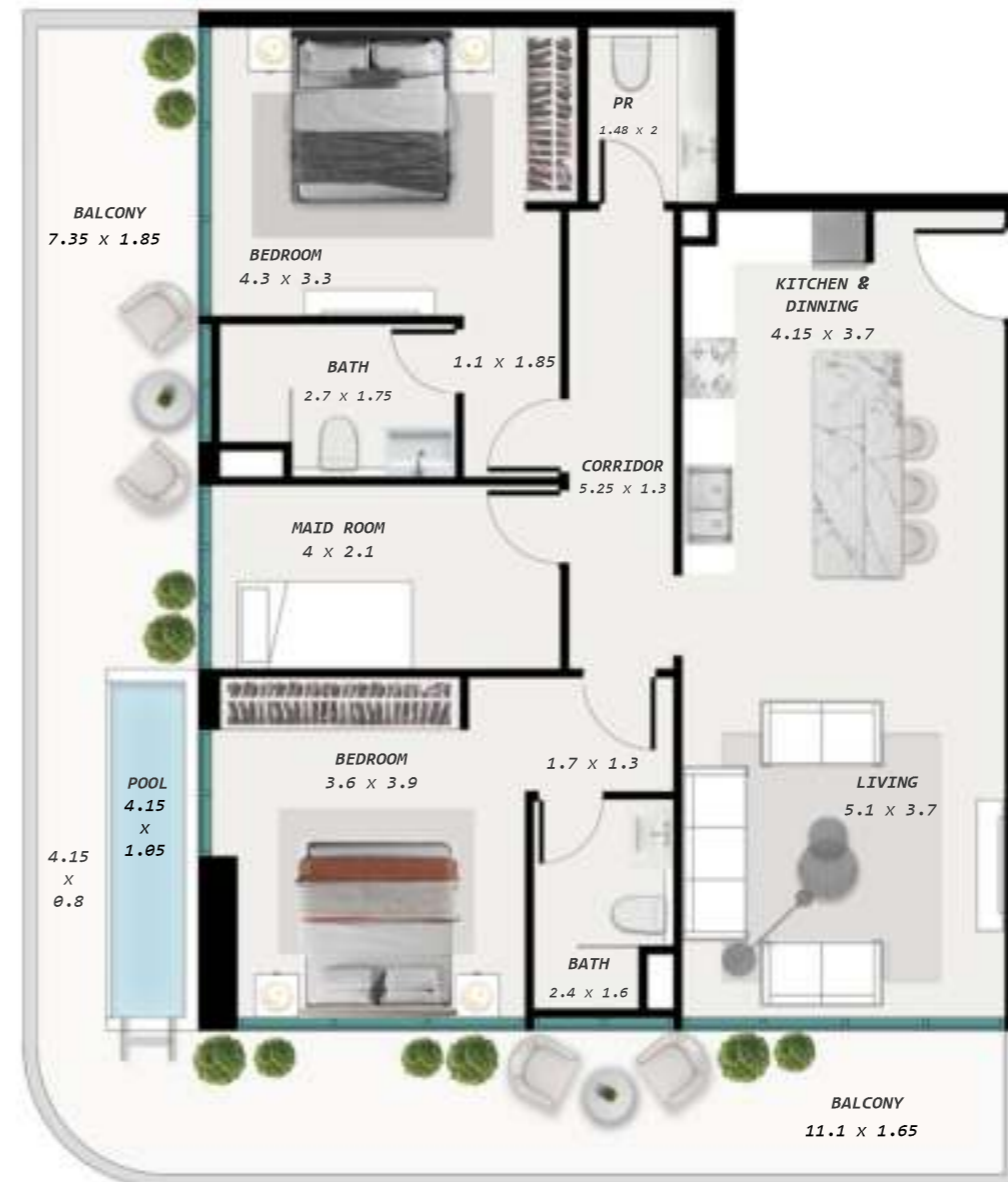 PR
1.48 x 2
BALCONY
7.35 x 1.85
BEDROOM
4.3 x 3.3
KITCHEN &
DINNING
4.15 x 3.7
BATH
2.7 x 1.75
1.1 x 1.85
CORRIDOR
5.25 x 1.3
MAID ROOM
4 x 2.1
BEDROOM
3.6 x 3.9
1.7 x 1.3
LIVING
5.1 x 3.7
POOL
4.15
x
1.05
4.15
x
0.8
BATH
2.4 x 1.6
BALCONY
11.1 x 1.65